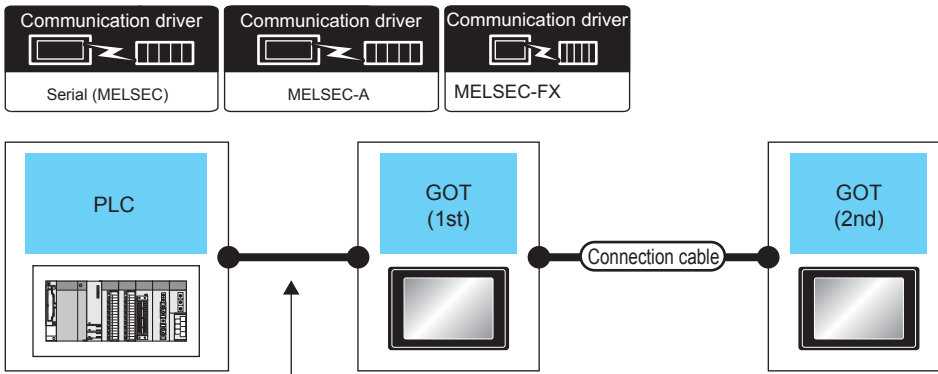 Communication driver
Serial (MELSEC)
Communication driver
MELSEC-A
Communication driver
MELSEC-FX
PLC
GOT
(1st)
Connection cable
GOT
(2nd)